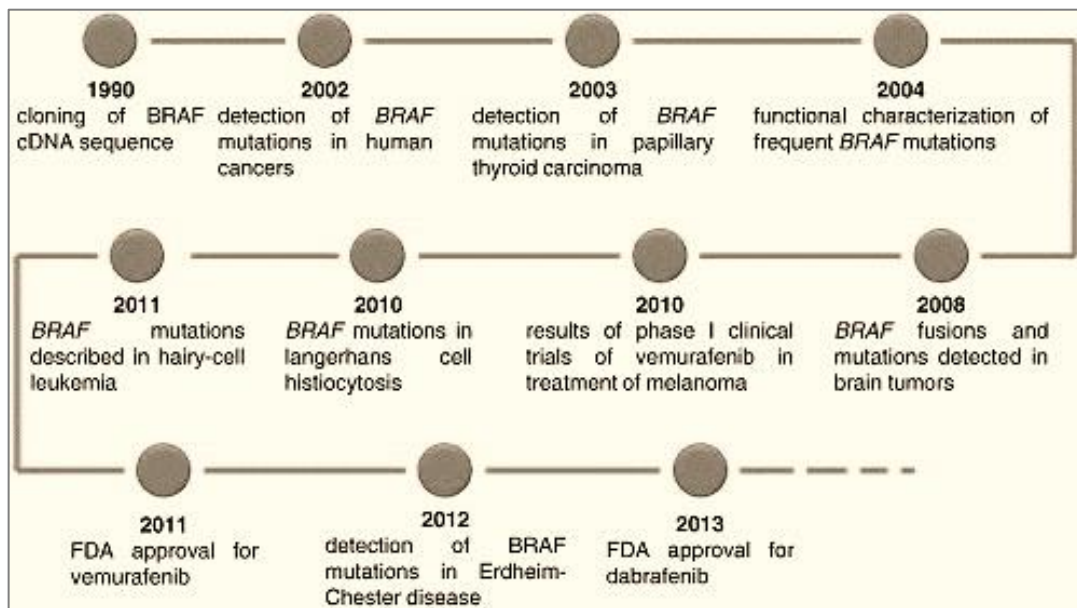 1990
cloning of BRAF
cDNA sequence
2002
detection of BRAF
mutations in human
cancers
2003
detection of BRAF
mutations in papillary
thyroid carcinoma
2004
functional characterization of
frequent BRAF mutations
2011
BRAF mutations
described in hairy-cell
leukemia
2010
BRAF mutations in
langerhans cell
histiocytosis
2010
results of phase I clinical
trials of vemurafenib in
treatment of melanoma
2008
BRAF fusions and
mutations detected in
brain tumors
2011
FDA approval for
vemurafenib
2012
detection of BRAF
mutations in Erdheim-
Chester disease
2013
FDA approval for
dabrafenib